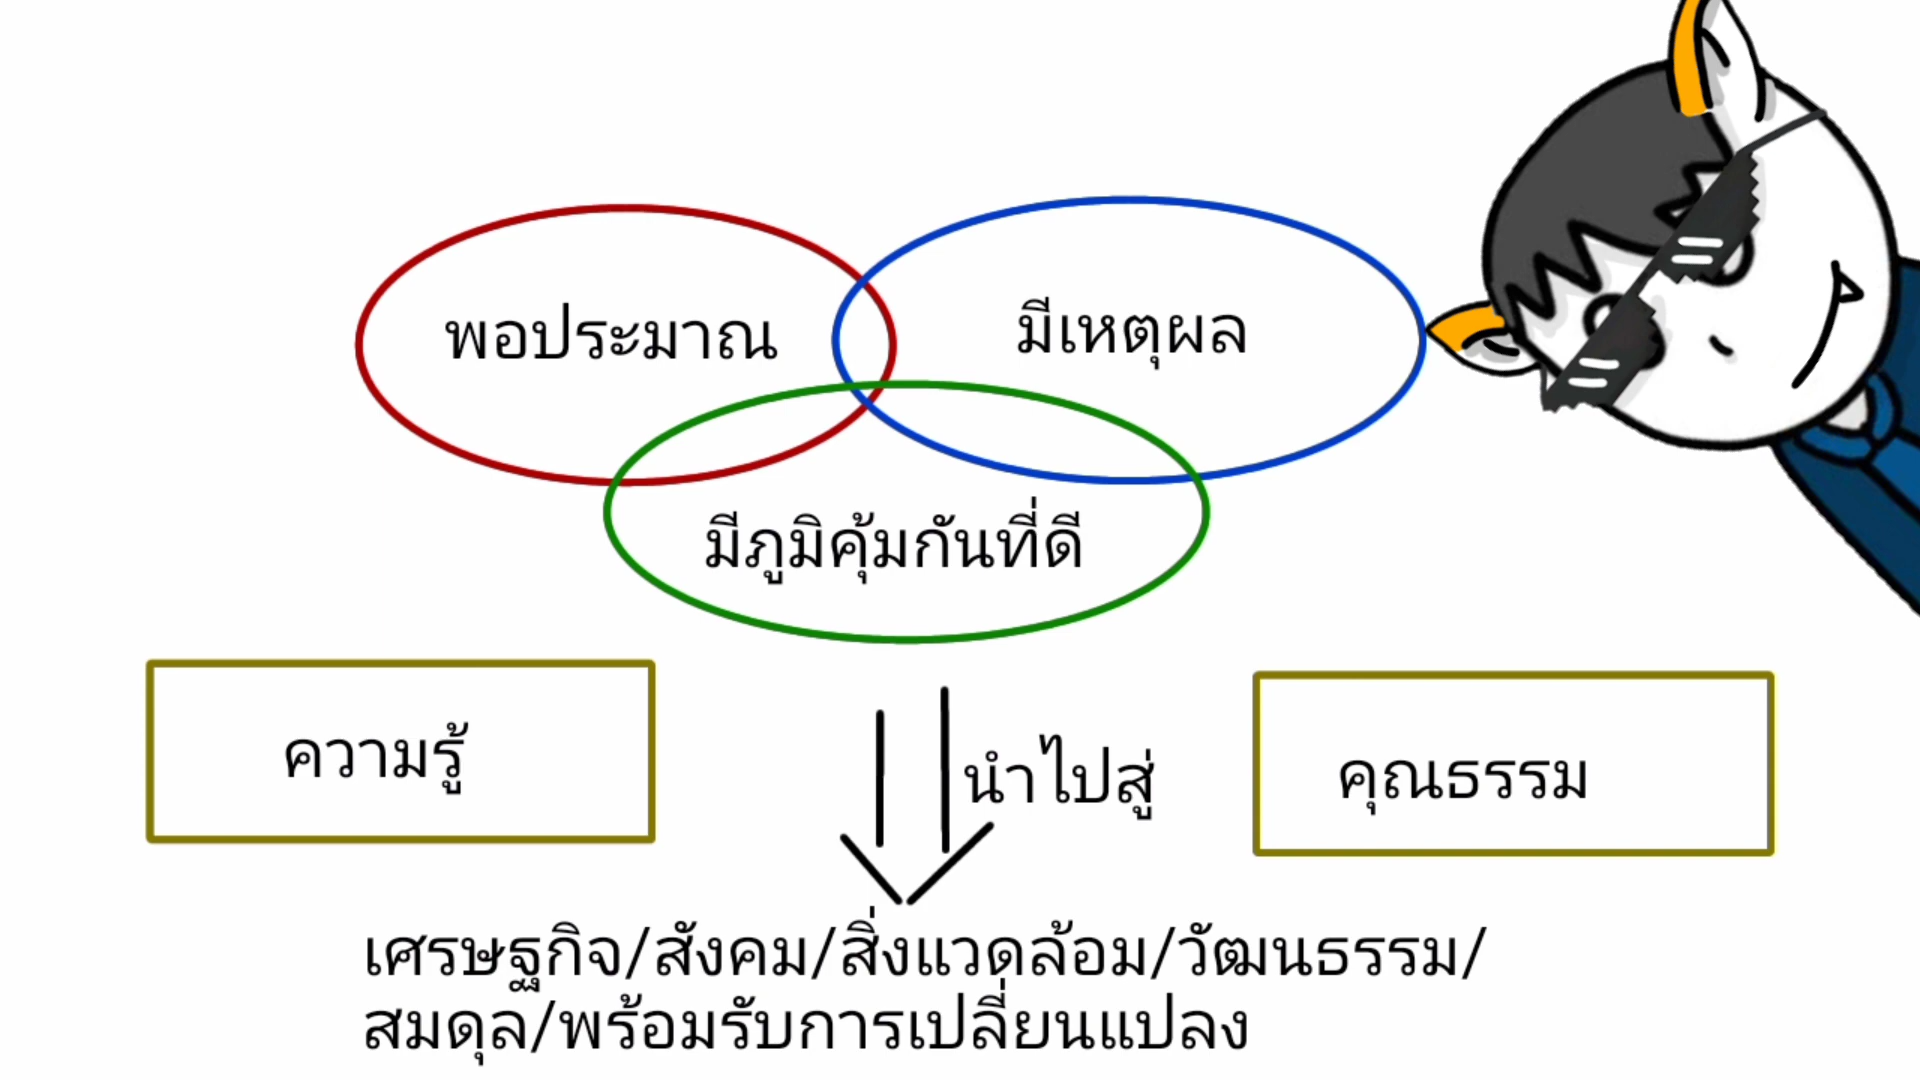 พอประมาณ
มีเหตุผล
มีภูมิคุ้มกันที่ดี
ความรู้
นำไปสู่
คุณธรรม
เศรษฐกิจ/สังคม/สิ่งแวดล้อม/วัฒนธรรม/
สมดุล/พร้อมรับการเปลี่ยนแปลง